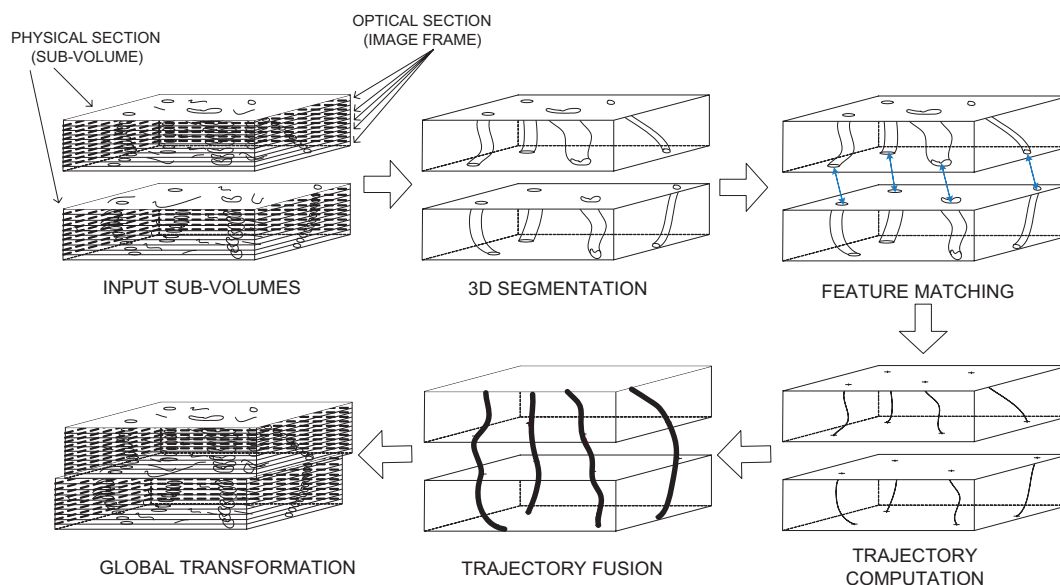 PHYSICAL SECTION
(SUB-VOLUME)
OPTICAL SECTION
(IMAGE FRAME)
INPUT SUB-VOLUMES
3D SEGMENTATION
FEATURE MATCHING
GLOBAL TRANSFORMATION
TRAJECTORY FUSION
TRAJECTORY
COMPUTATION